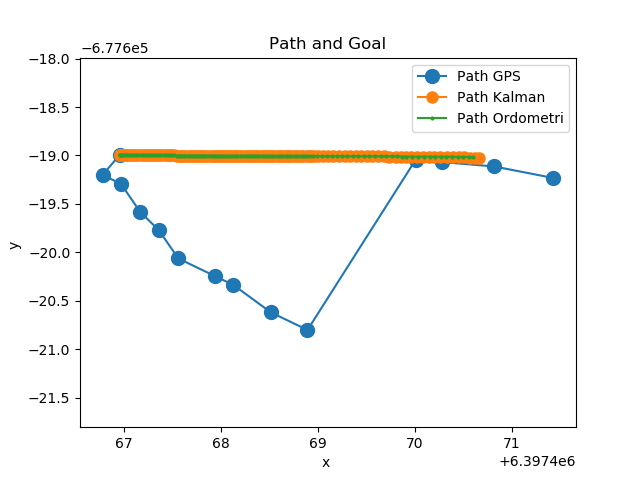 Path and Goal
−6.776e5
Path GPS
Path Kalman
Path Ordometri
−18.0
−18.5
−19.0
−19.5
−20.0
−20.5
−21.0
−21.5
y
67 68 69 70 71
x
+6.3974e6